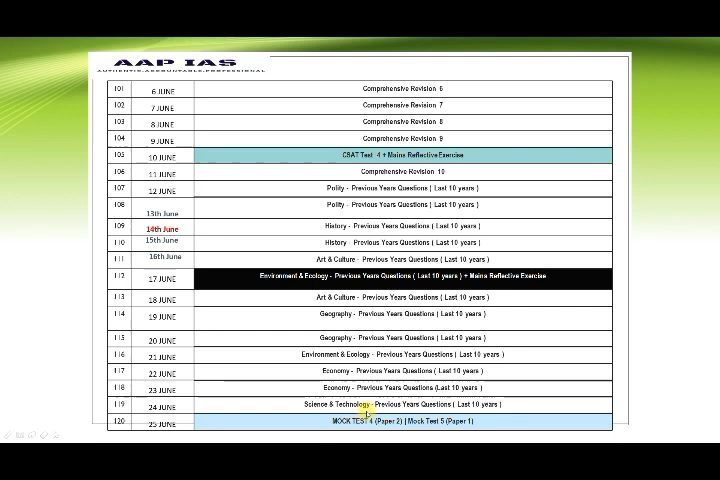 AAP IAS
AUTHENTIC.ACCOUNTABLE.PROFESSIONAL
101 6 JUNE Comprehensive Revision 6
102 7 JUNE Comprehensive Revision 7
103 8 JUNE Comprehensive Revision 8
104 9 JUNE Comprehensive Revision 9
105 10 JUNE CSAT Test: 4 + Mains Reflective Exercise
106 11 JUNE Comprehensive Revision 10
107 12 JUNE Polity - Previous Years Questions ( Last 10 years )
108 13th June Polity - Previous Years Questions ( Last 10 years )
109 14th June History - Previous Years Questions ( Last 10 years )
110 15th June History - Previous Years Questions ( Last 10 years )
111 16th June Art & Culture - Previous Years Questions ( Last 10 years )
112 17 JUNE Environment & Ecology - Previous Years Questions ( Last 10 years ) + Mains Reflective Exercise
113 18 JUNE Art & Culture - Previous Years Questions ( Last 10 years )
114 19 JUNE Geography - Previous Years Questions ( Last 10 years )
115 20 JUNE Geography - Previous Years Questions ( Last 10 years )
116 21 JUNE Environment & Ecology - Previous Years Questions ( Last 10 years )
117 22 JUNE Economy - Previous Years Questions ( Last 10 years )
118 23 JUNE Economy - Previous Years Questions (Last 10 years )
119 24 JUNE Science & Technology - Previous Years Questions ( Last 10 years )
120 25 JUNE MOCK TEST 4 (Paper 2) | Mock Test 5 (Paper 1)